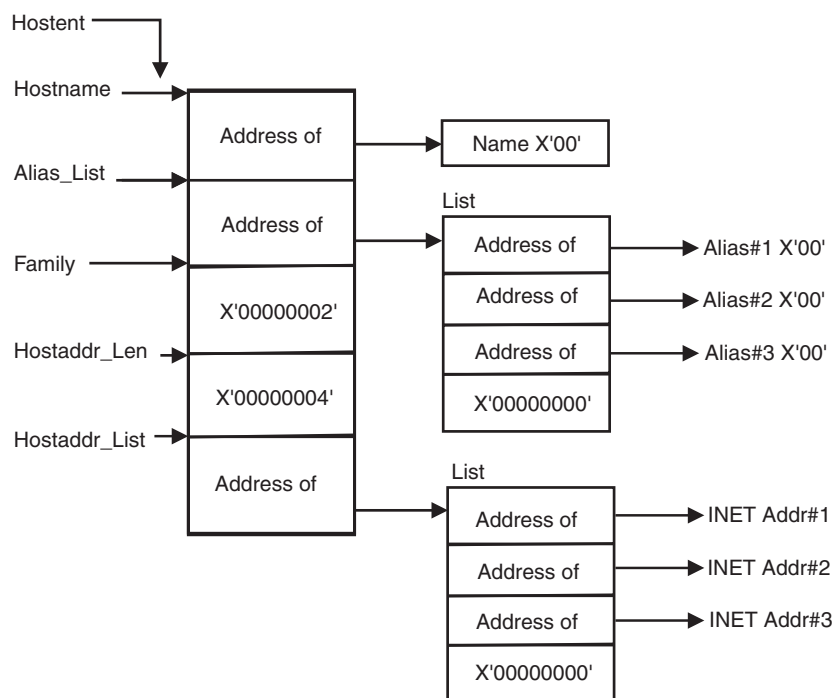 Hostent
Hostname
Address of
Name X'00'
Alias_List
List
Address of
Address of
Alias#1 X'00'
Family
Address of
Alias#2 X'00'
X'00000002'
Hostaddr_Len
Address of
Alias#3 X'00'
X'00000004'
X'00000000'
Hostaddr_List
List
Address of
Address of
INET Addr#1
Address of
INET Addr#2
Address of
INET Addr#3
X'00000000'